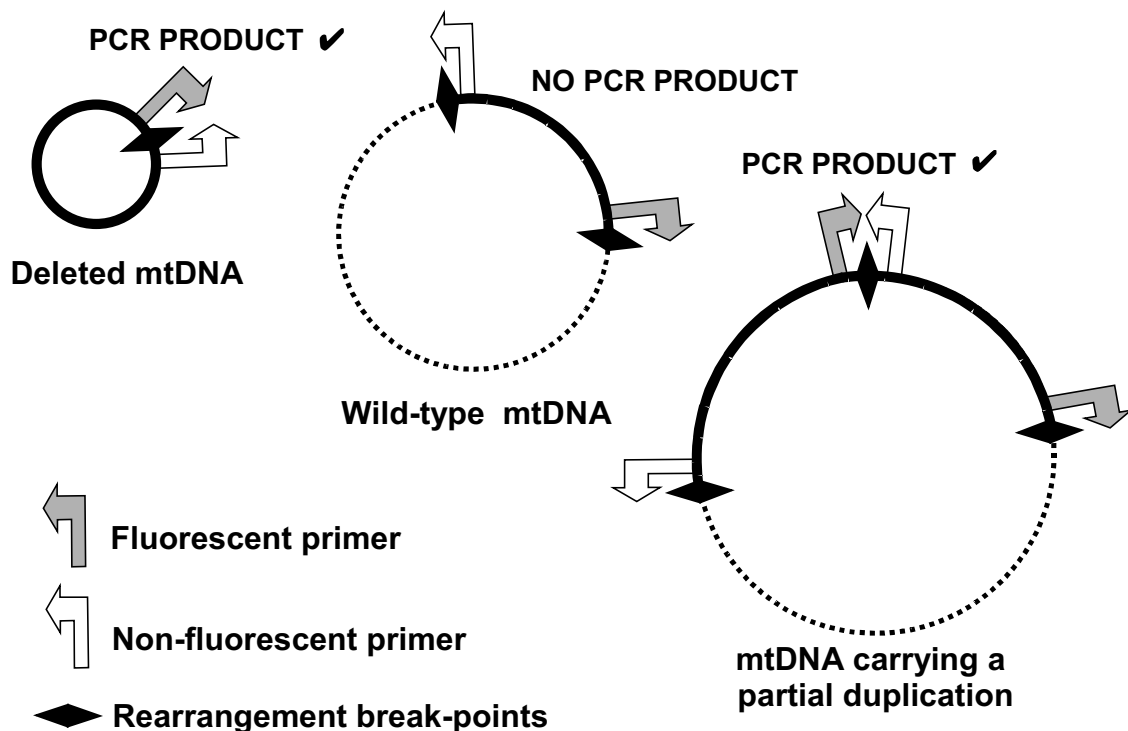 PCR PRODUCT ✔
NO PCR PRODUCT
PCR PRODUCT ✔
Deleted mtDNA
Wild-type mtDNA
Fluorescent primer
Non-fluorescent primer
mtDNA carrying a
partial duplication
Rearrangement break-points